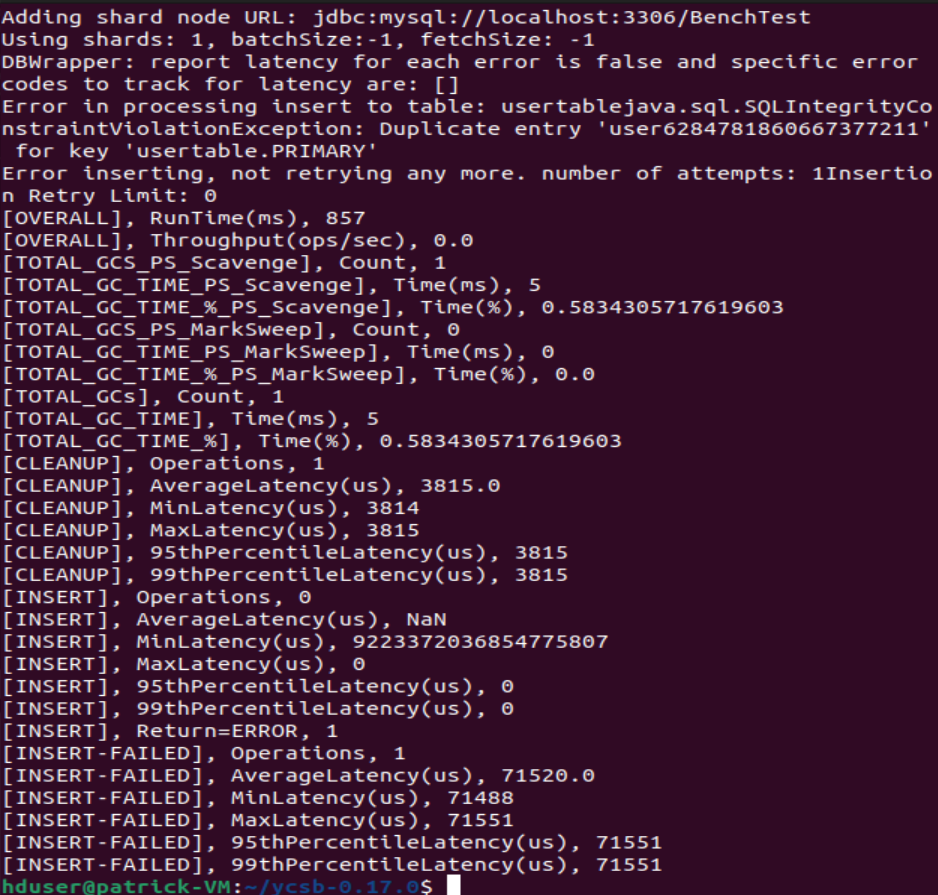 Adding shard node URL: jdbc:mysql://localhost:3306/BenchTest
Using shards: 1, batchSize:-1, fetchSize: -1
DBWrapper: report latency for each error is false and specific error
codes to track for latency are: []
Error in processing insert to table: usertablejava.sql.SQLIntegrityCo
nstraintViolationException: Duplicate entry 'user6284781860667377211'
 for key 'usertable.PRIMARY'
Error inserting, not retrying any more. number of attempts: 1Insertio
n Retry Limit: 0
[OVERALL], RunTime(ms), 857
[OVERALL], Throughput(ops/sec), 0.0
[TOTAL_GCS_PS_Scavenge], Count, 1
[TOTAL_GC_TIME_PS_Scavenge], Time(ms), 5
[TOTAL_GC_TIME_%_PS_Scavenge], Time(%), 0.5834305717619603
[TOTAL_GCS_PS_MarkSweep], Count, 0
[TOTAL_GC_TIME_PS_MarkSweep], Time(ms), 0
[TOTAL_GC_TIME_%_PS_MarkSweep], Time(%), 0.0
[TOTAL_GCs], Count, 1
[TOTAL_GC_TIME], Time(ms), 5
[TOTAL_GC_TIME_%], Time(%), 0.5834305717619603
[CLEANUP], Operations, 1
[CLEANUP], AverageLatency(us), 3815.0
[CLEANUP], MinLatency(us), 3814
[CLEANUP], MaxLatency(us), 3815
[CLEANUP], 95thPercentileLatency(us), 3815
[CLEANUP], 99thPercentileLatency(us), 3815
[INSERT], Operations, 0
[INSERT], AverageLatency(us), NaN
[INSERT], MinLatency(us), 9223372036854775807
[INSERT], MaxLatency(us), 0
[INSERT], 95thPercentileLatency(us), 0
[INSERT], 99thPercentileLatency(us), 0
[INSERT], Return=ERROR, 1
[INSERT-FAILED], Operations, 1
[INSERT-FAILED], AverageLatency(us), 71520.0
[INSERT-FAILED], MinLatency(us), 71488
[INSERT-FAILED], MaxLatency(us), 71551
[INSERT-FAILED], 95thPercentileLatency(us), 71551
[INSERT-FAILED], 99thPercentileLatency(us), 71551
hduser@patrick-VM:~/ycsb-0.17.0$